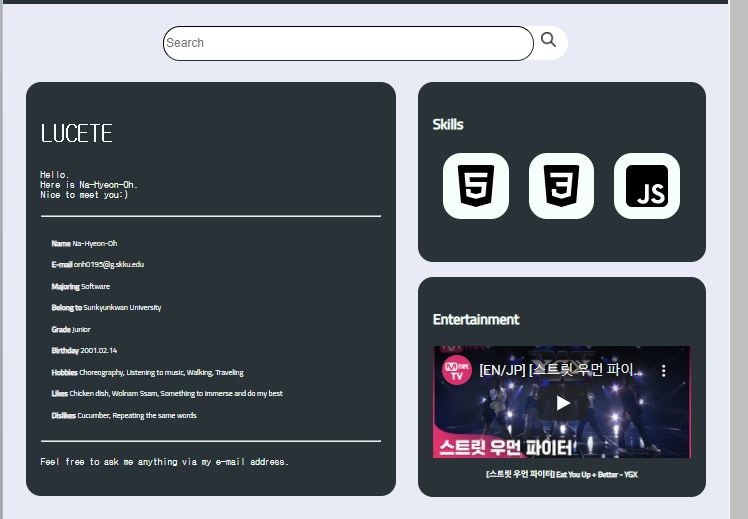 Search
LUCETE
Hello.
Here is Na-Hyeon-Oh.
Nice to meet you:)
Name Na-Hyeon-Oh
E-mail onh0195@g.skku.edu
Majoring Software
Belong to Sunkyunkwan University
Grade Junior
Birthday 2001.02.14
Hobbies Choreography, Listening to music, Walking, Traveling
Likes Chicken dish, Wolnam Ssam, Something to immerse and do my best
Dislikes Cucumber, Repeating the same words
Feel free to ask me anything via my e-mail address.
Skills
5
3
JS
Entertainment
M net
TV
[EN/JP] [스트릿 우먼 파이...
스트릿 우먼 파이터
[스트릿 우먼 파이터] Eat You Up + Better - YGX